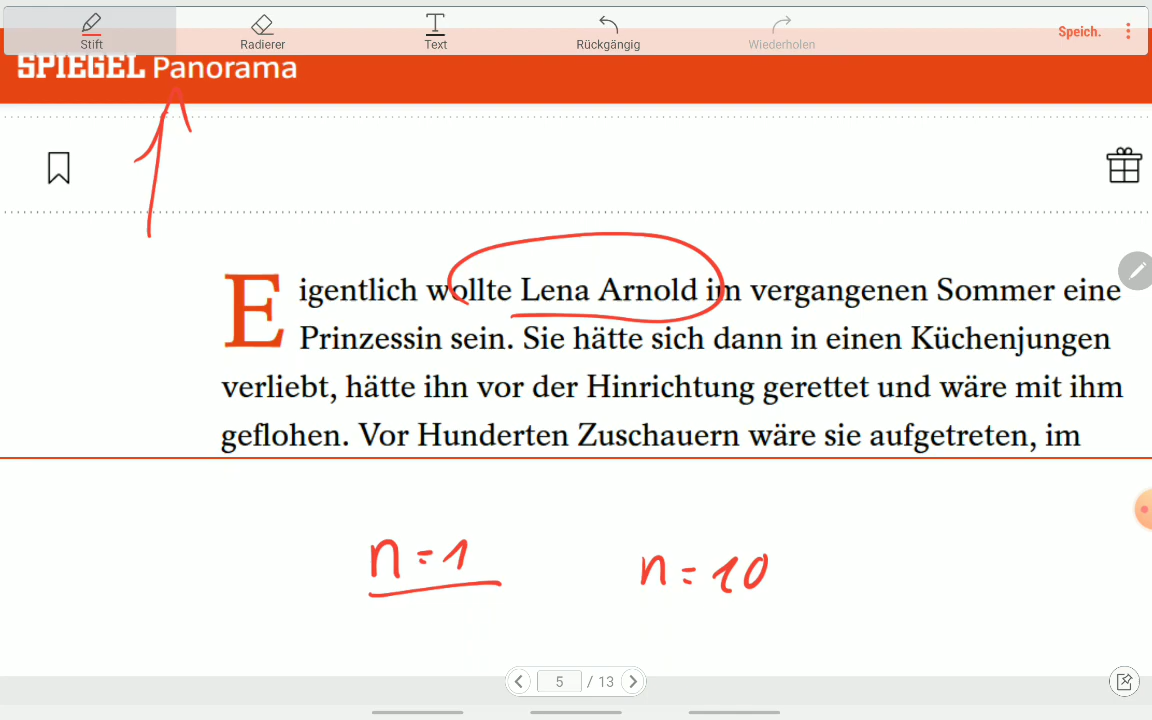 Stift Radierer Text Rückgängig Wiederholen Speich.
SPIEGEL Panorama
Eigentlich wollte Lena Arnold im vergangenen Sommer eine
Prinzessin sein. Sie hätte sich dann in einen Küchenjungen
verliebt, hätte ihn vor der Hinrichtung gerettet und wäre mit ihm
geflohen. Vor Hunderten Zuschauern wäre sie aufgetreten, im
n=1 n=10
5 / 13